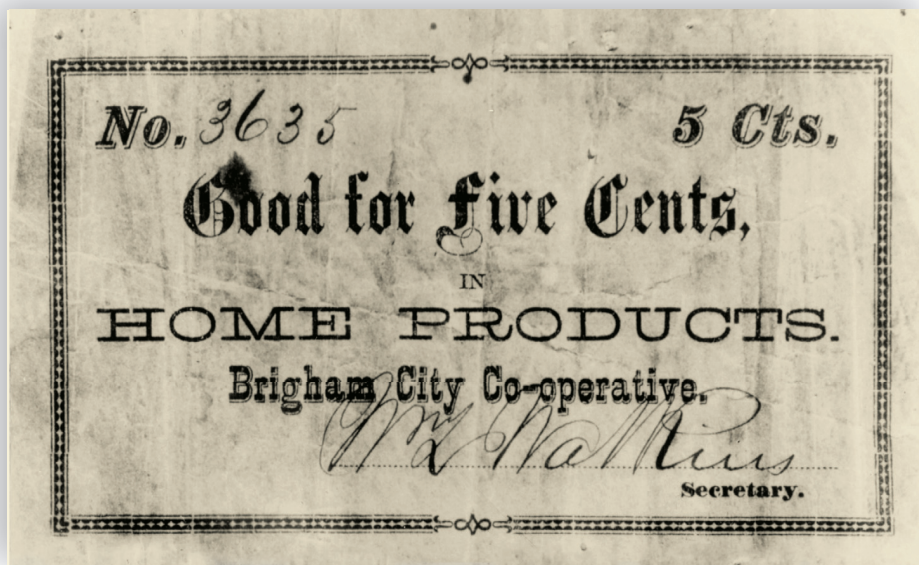 No. 3635 5 Cts.
Good for Five Cents,
IN
HOME PRODUCTS.
Brigham City Co-operative.
Wm L Watkins
Secretary.